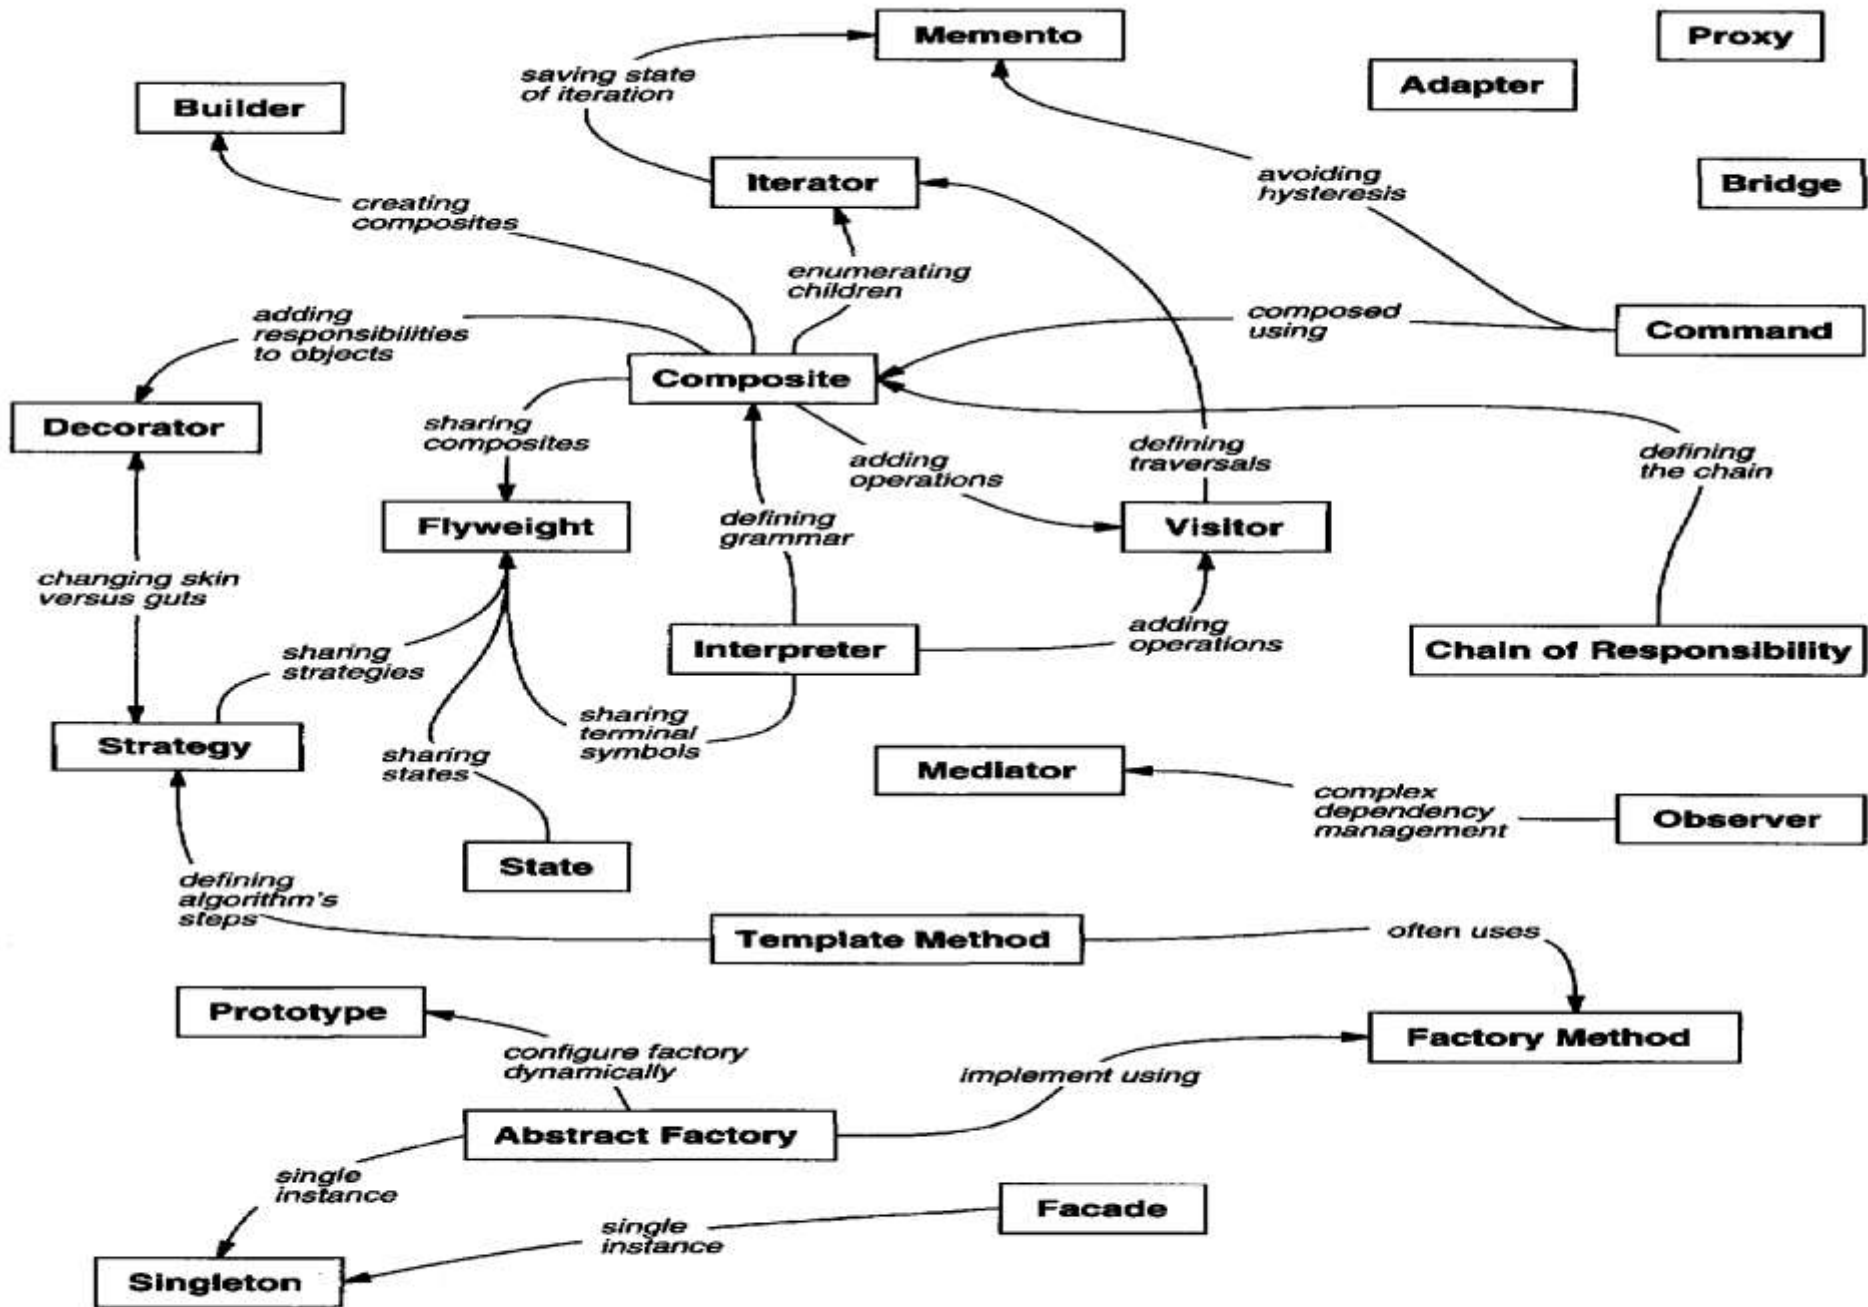 Memento
Proxy
Adapter
saving state
of iteration
Builder
Iterator
avoiding
hysteresis
Bridge
creating
composites
enumerating
children
adding
responsibilities
to objects
composed
using
Command
Composite
Decorator
sharing
composites
adding
operations
defining
traversals
defining
the chain
Flyweight
defining
grammar
Visitor
changing skin
versus guts
sharing
strategies
Interpreter
adding
operations
Chain of Responsibility
Strategy
sharing
terminal
symbols
sharing
states
Mediator
complex
dependency
management
Observer
State
defining
algorithm's
steps
Template Method
often uses
Prototype
Factory Method
configure factory
dynamically
implement using
Abstract Factory
single
instance
Facade
single
instance
Singleton